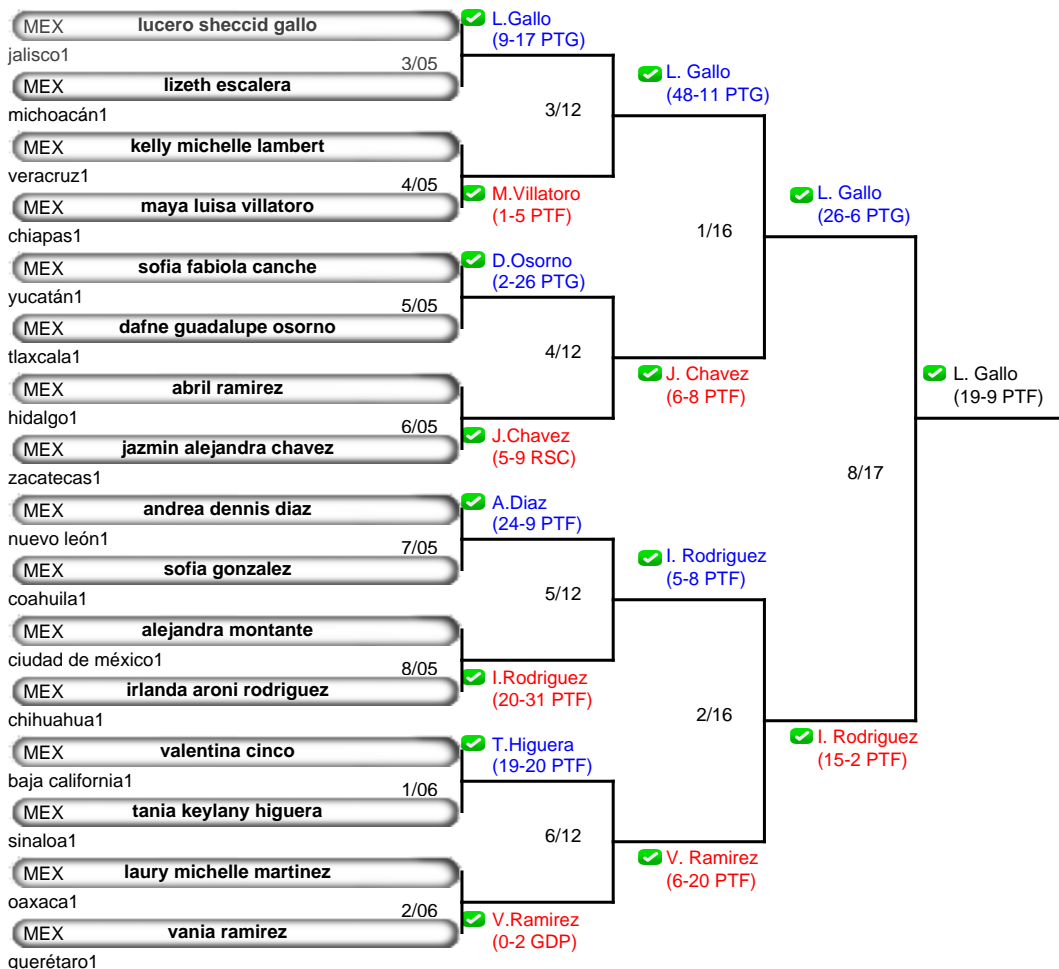 MEX lucero sheccid gallo
jalisco1
3/05
MEX lizeth escalera
michoacán1
MEX kelly michelle lambert
veracruz1
4/05
MEX maya luisa villatoro
chiapas1
MEX sofia fabiola canche
yucatán1
5/05
MEX dafne guadalupe osorno
tlaxcala1
MEX abril ramirez
hidalgo1
6/05
MEX jazmin alejandra chavez
zacatecas1
MEX andrea dennis diaz
nuevo león1
7/05
MEX sofia gonzalez
coahuila1
MEX alejandra montante
ciudad de méxico1
8/05
MEX irlanda aroni rodriguez
chihuahua1
MEX valentina cinco
baja california1
1/06
MEX tania keylany higuera
sinaloa1
MEX laury michelle martinez
oaxaca1
2/06
MEX vania ramirez
querétaro1
L.Gallo
(9-17 PTG)
3/12
M.Villatoro
(1-5 PTF)
D.Osorno
(2-26 PTG)
4/12
J.Chavez
(5-9 RSC)
A.Diaz
(24-9 PTF)
5/12
I.Rodriguez
(20-31 PTF)
T.Higuera
(19-20 PTF)
6/12
V.Ramirez
(0-2 GDP)
L. Gallo
(48-11 PTG)
1/16
J. Chavez
(6-8 PTF)
I. Rodriguez
(5-8 PTF)
2/16
V. Ramirez
(6-20 PTF)
L. Gallo
(26-6 PTG)
8/17
I. Rodriguez
(15-2 PTF)
L. Gallo
(19-9 PTF)